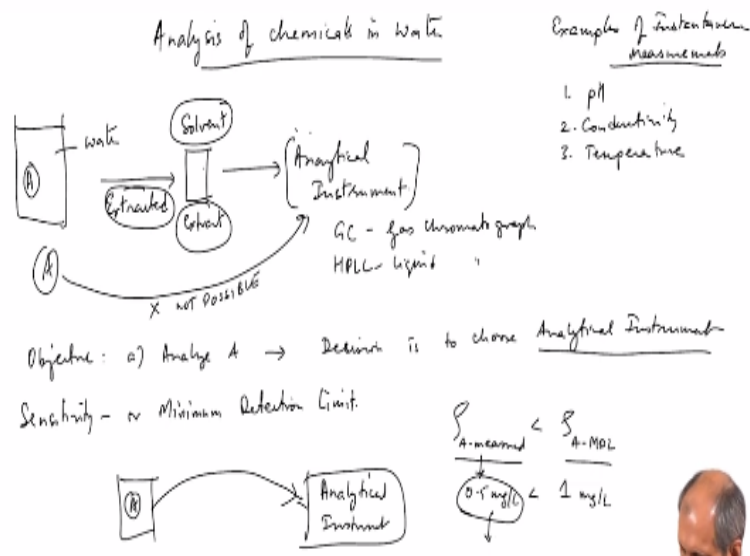 Analysis of chemicals in water
Examples of Instantaneous
Measurements
1. pH
2. Conductivity
3. Temperature
water
A
Extracted
Solvent
Extract
Analytical
Instrument
GC - Gas Chromatograph
HPLC - Liquid "
A
X NOT POSSIBLE
Objective: a) Analyze A → Decision is to choose Analytical Instrument
Sensitivity - or Minimum Detection Limit.
A
Analytical
Instrument
ρA-measured < ρA-MDL
0.5 mg/L < 1 mg/L